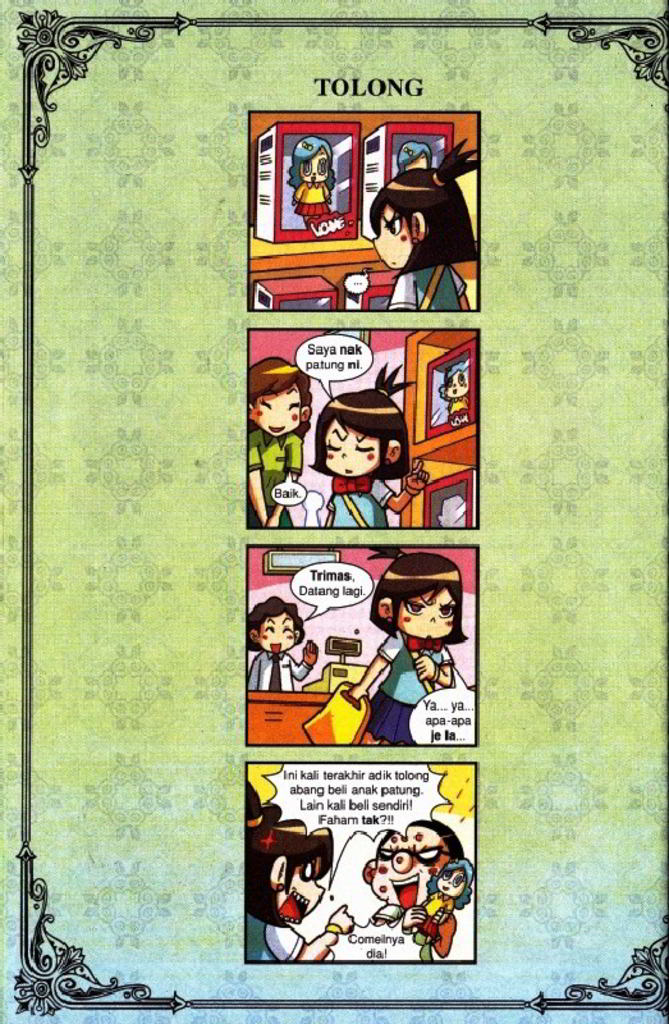 TOLONG
LOVE
...
Saya nak
patung ni.
LOVE
Baik.
Trimas,
Datang lagi.
Ya... ya...
apa-apa
je la...
Ini kali terakhir adik tolong
abang beli anak patung.
Lain kali beli sendiri!
Faham tak?!!
Comelnya
dia!